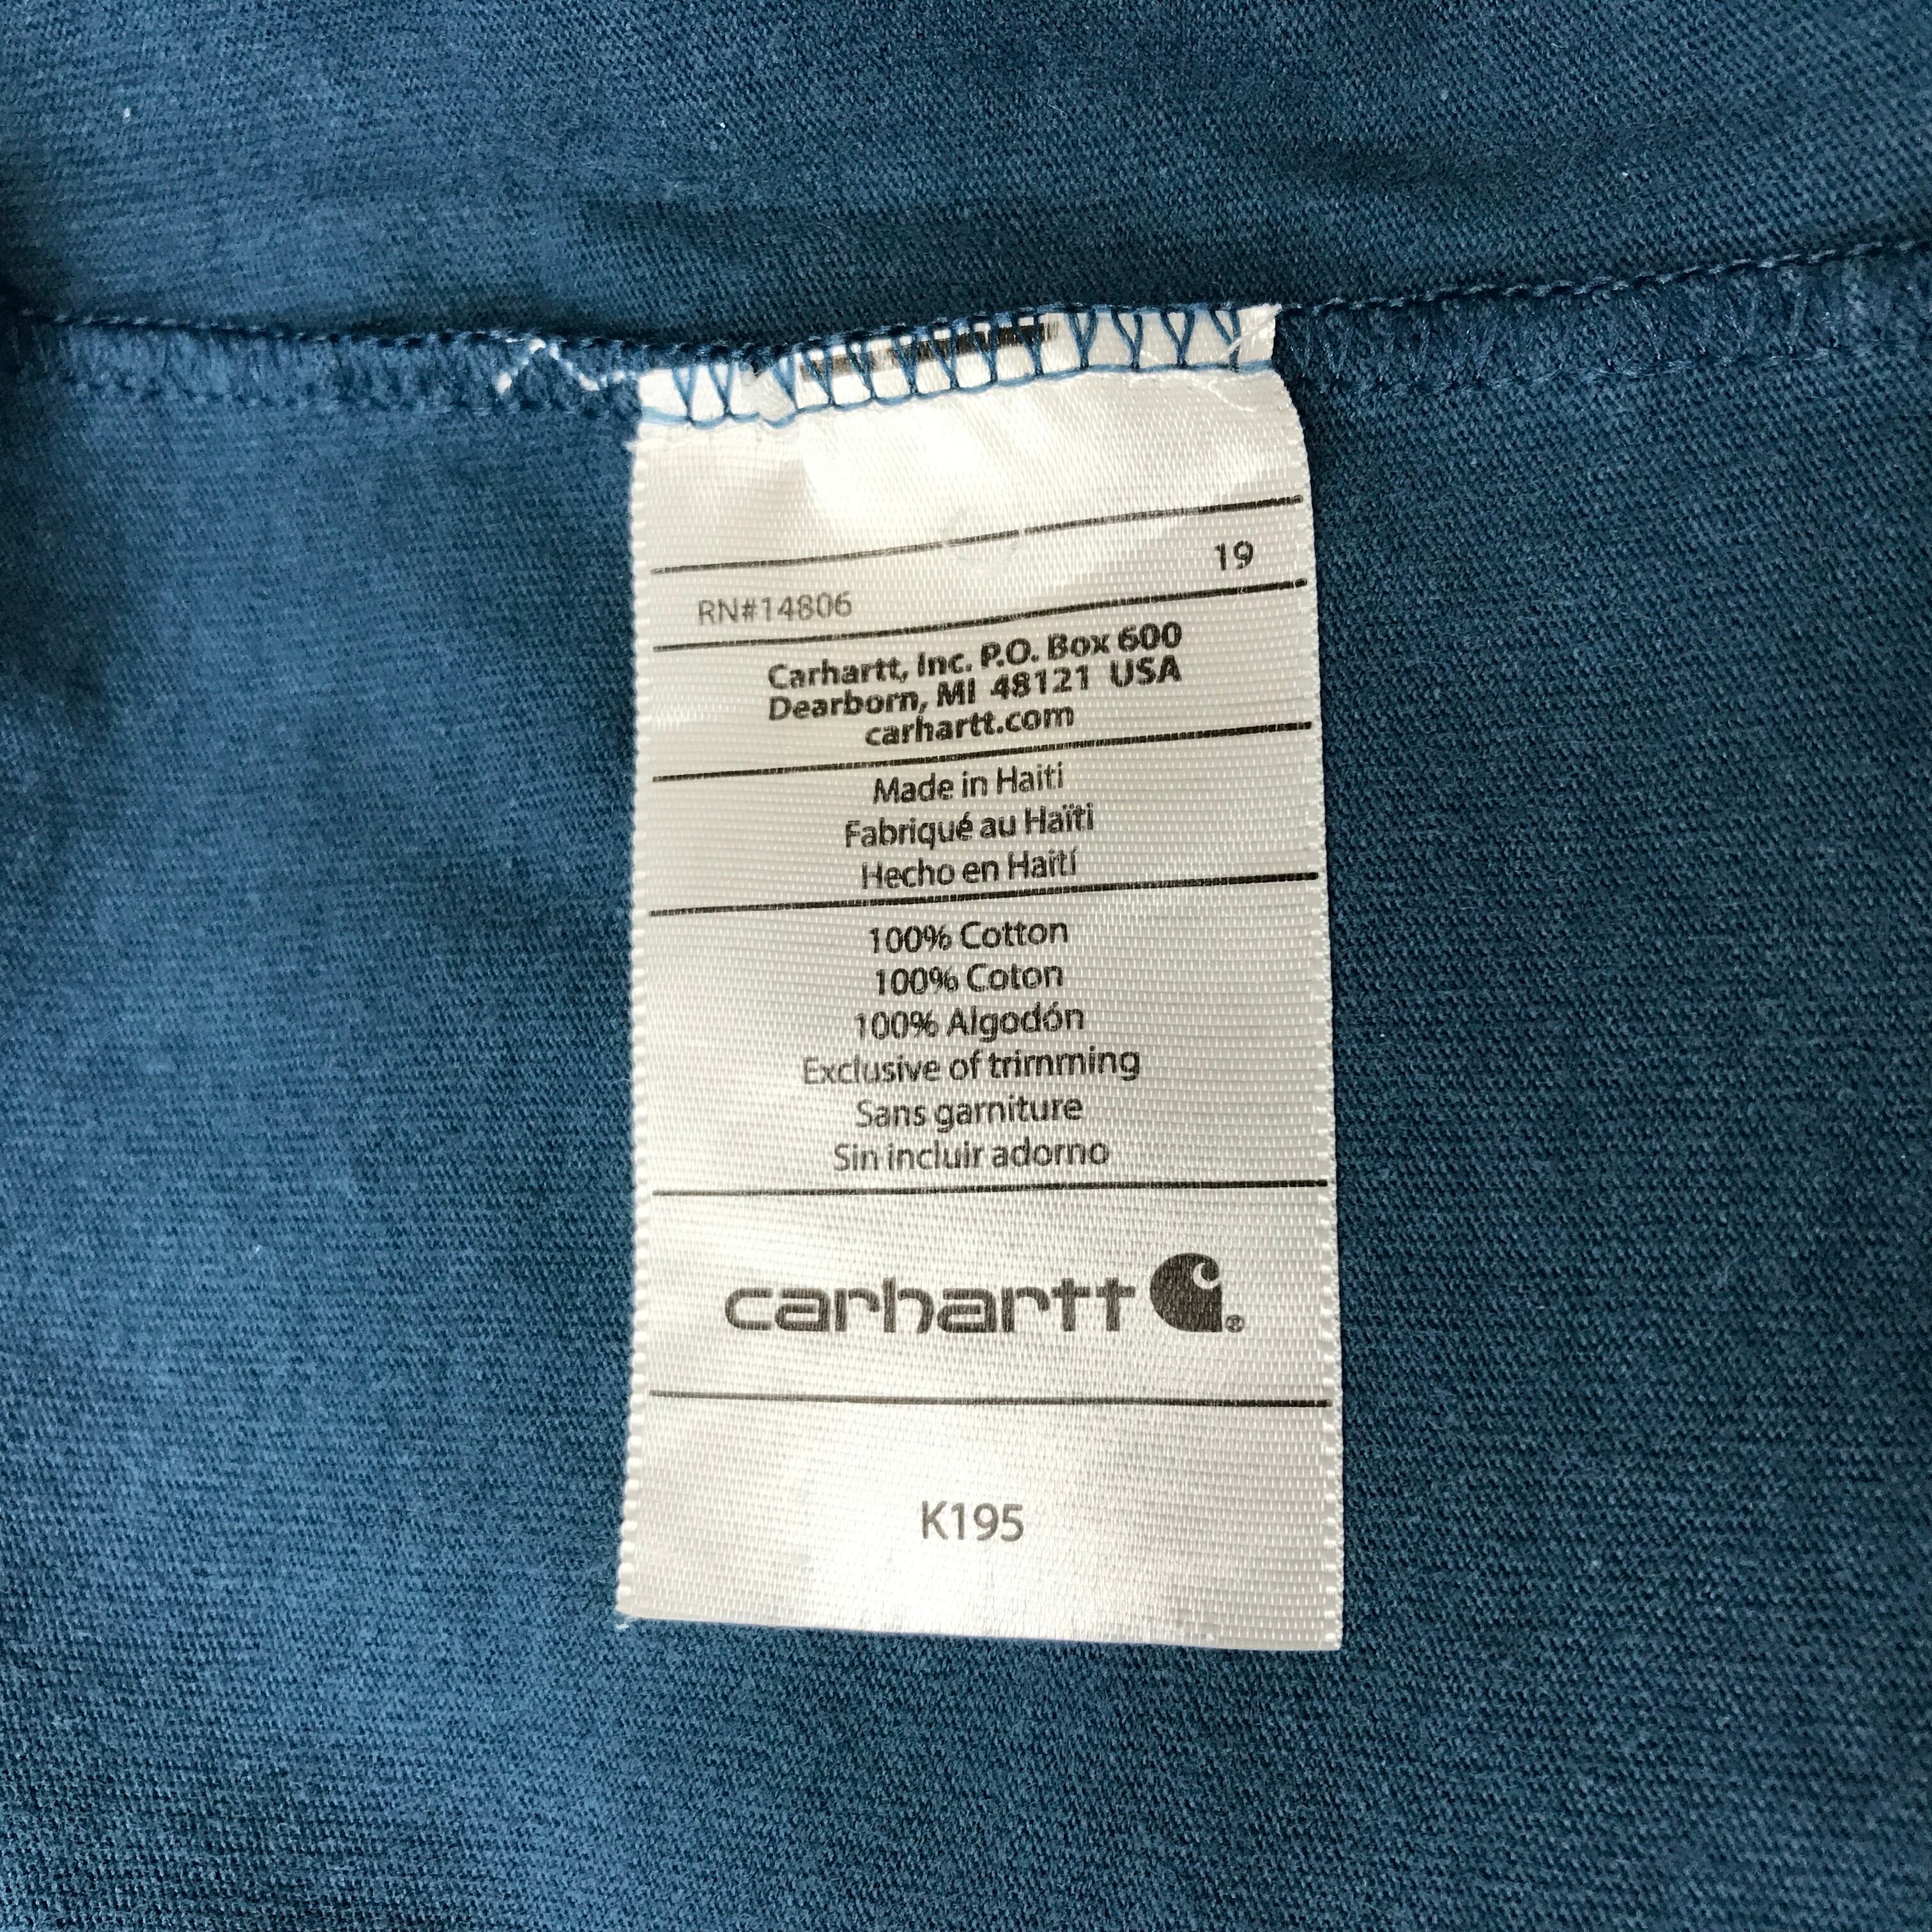 19
RN#14806
Carhartt, Inc. P.O. Box 600
Dearborn, MI 48121 USA
carhartt.com
Made in Haiti
Fabriqué au Haïti
Hecho en Haití
100% Cotton
100% Coton
100% Algodón
Exclusive of trimming
Sans garniture
Sin incluir adorno
carhartt ®
K195